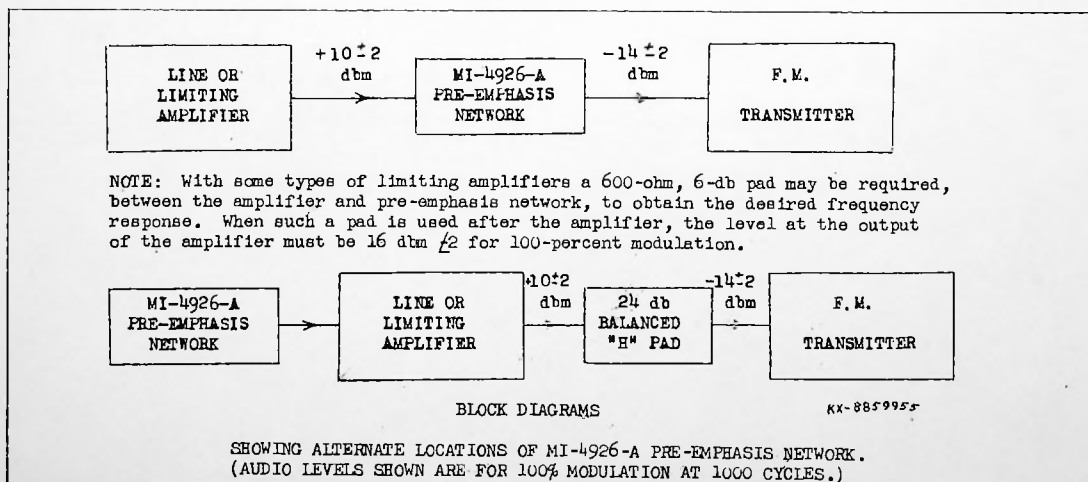 +10 ±2
dbm
-14 ±2
dbm
LINE OR
LIMITING
AMPLIFIER
MI-4926-A
PRE-EMPHASIS
NETWORK
F. M.
TRANSMITTER
NOTE: With some types of limiting amplifiers a 600-ohm, 6-db pad may be required,
between the amplifier and pre-emphasis network, to obtain the desired frequency
response. When such a pad is used after the amplifier, the level at the output
of the amplifier must be 16 dbm ±2 for 100-percent modulation.
MI-4926-A
PRE-EMPHASIS
NETWORK
LINE OR
LIMITING
AMPLIFIER
+10±2
dbm
24 db
BALANCED
"H" PAD
-14±2
dbm
F. M.
TRANSMITTER
BLOCK DIAGRAMS
KX-8859955
SHOWING ALTERNATE LOCATIONS OF MI-4926-A PRE-EMPHASIS NETWORK.
(AUDIO LEVELS SHOWN ARE FOR 100% MODULATION AT 1000 CYCLES.)